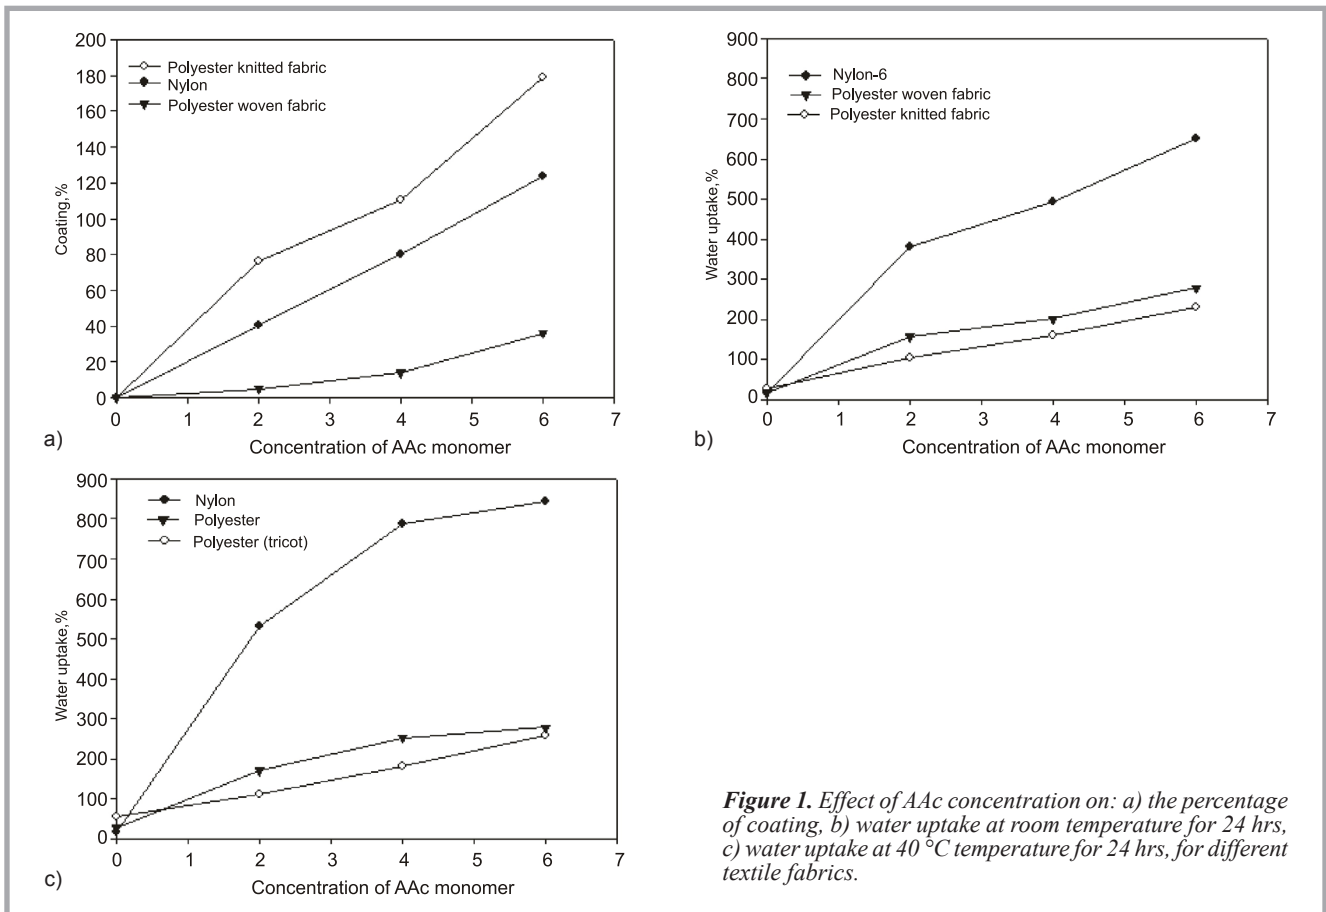 200
180
160
140
120
100
80
60
40
20
0
Coating,%
Polyester knitted fabric
Nylon
Polyester woven fabric
0 1 2 3 4 5 6 7
a)
Concentration of AAc monomer
900
800
700
600
500
400
300
200
100
0
Water uptake,%
Nylon-6
Polyester woven fabric
Polyester knitted fabric
0 1 2 3 4 5 6 7
b)
Concentration of AAc monomer
900
800
700
600
500
400
300
200
100
0
Water uptake,%
Nylon
Polyester
Polyester (tricot)
0 1 2 3 4 5 6 7
c)
Concentration of AAc monomer
Figure 1. Effect of AAc concentration on: a) the percentage
of coating, b) water uptake at room temperature for 24 hrs,
c) water uptake at 40 °C temperature for 24 hrs, for different
textile fabrics.